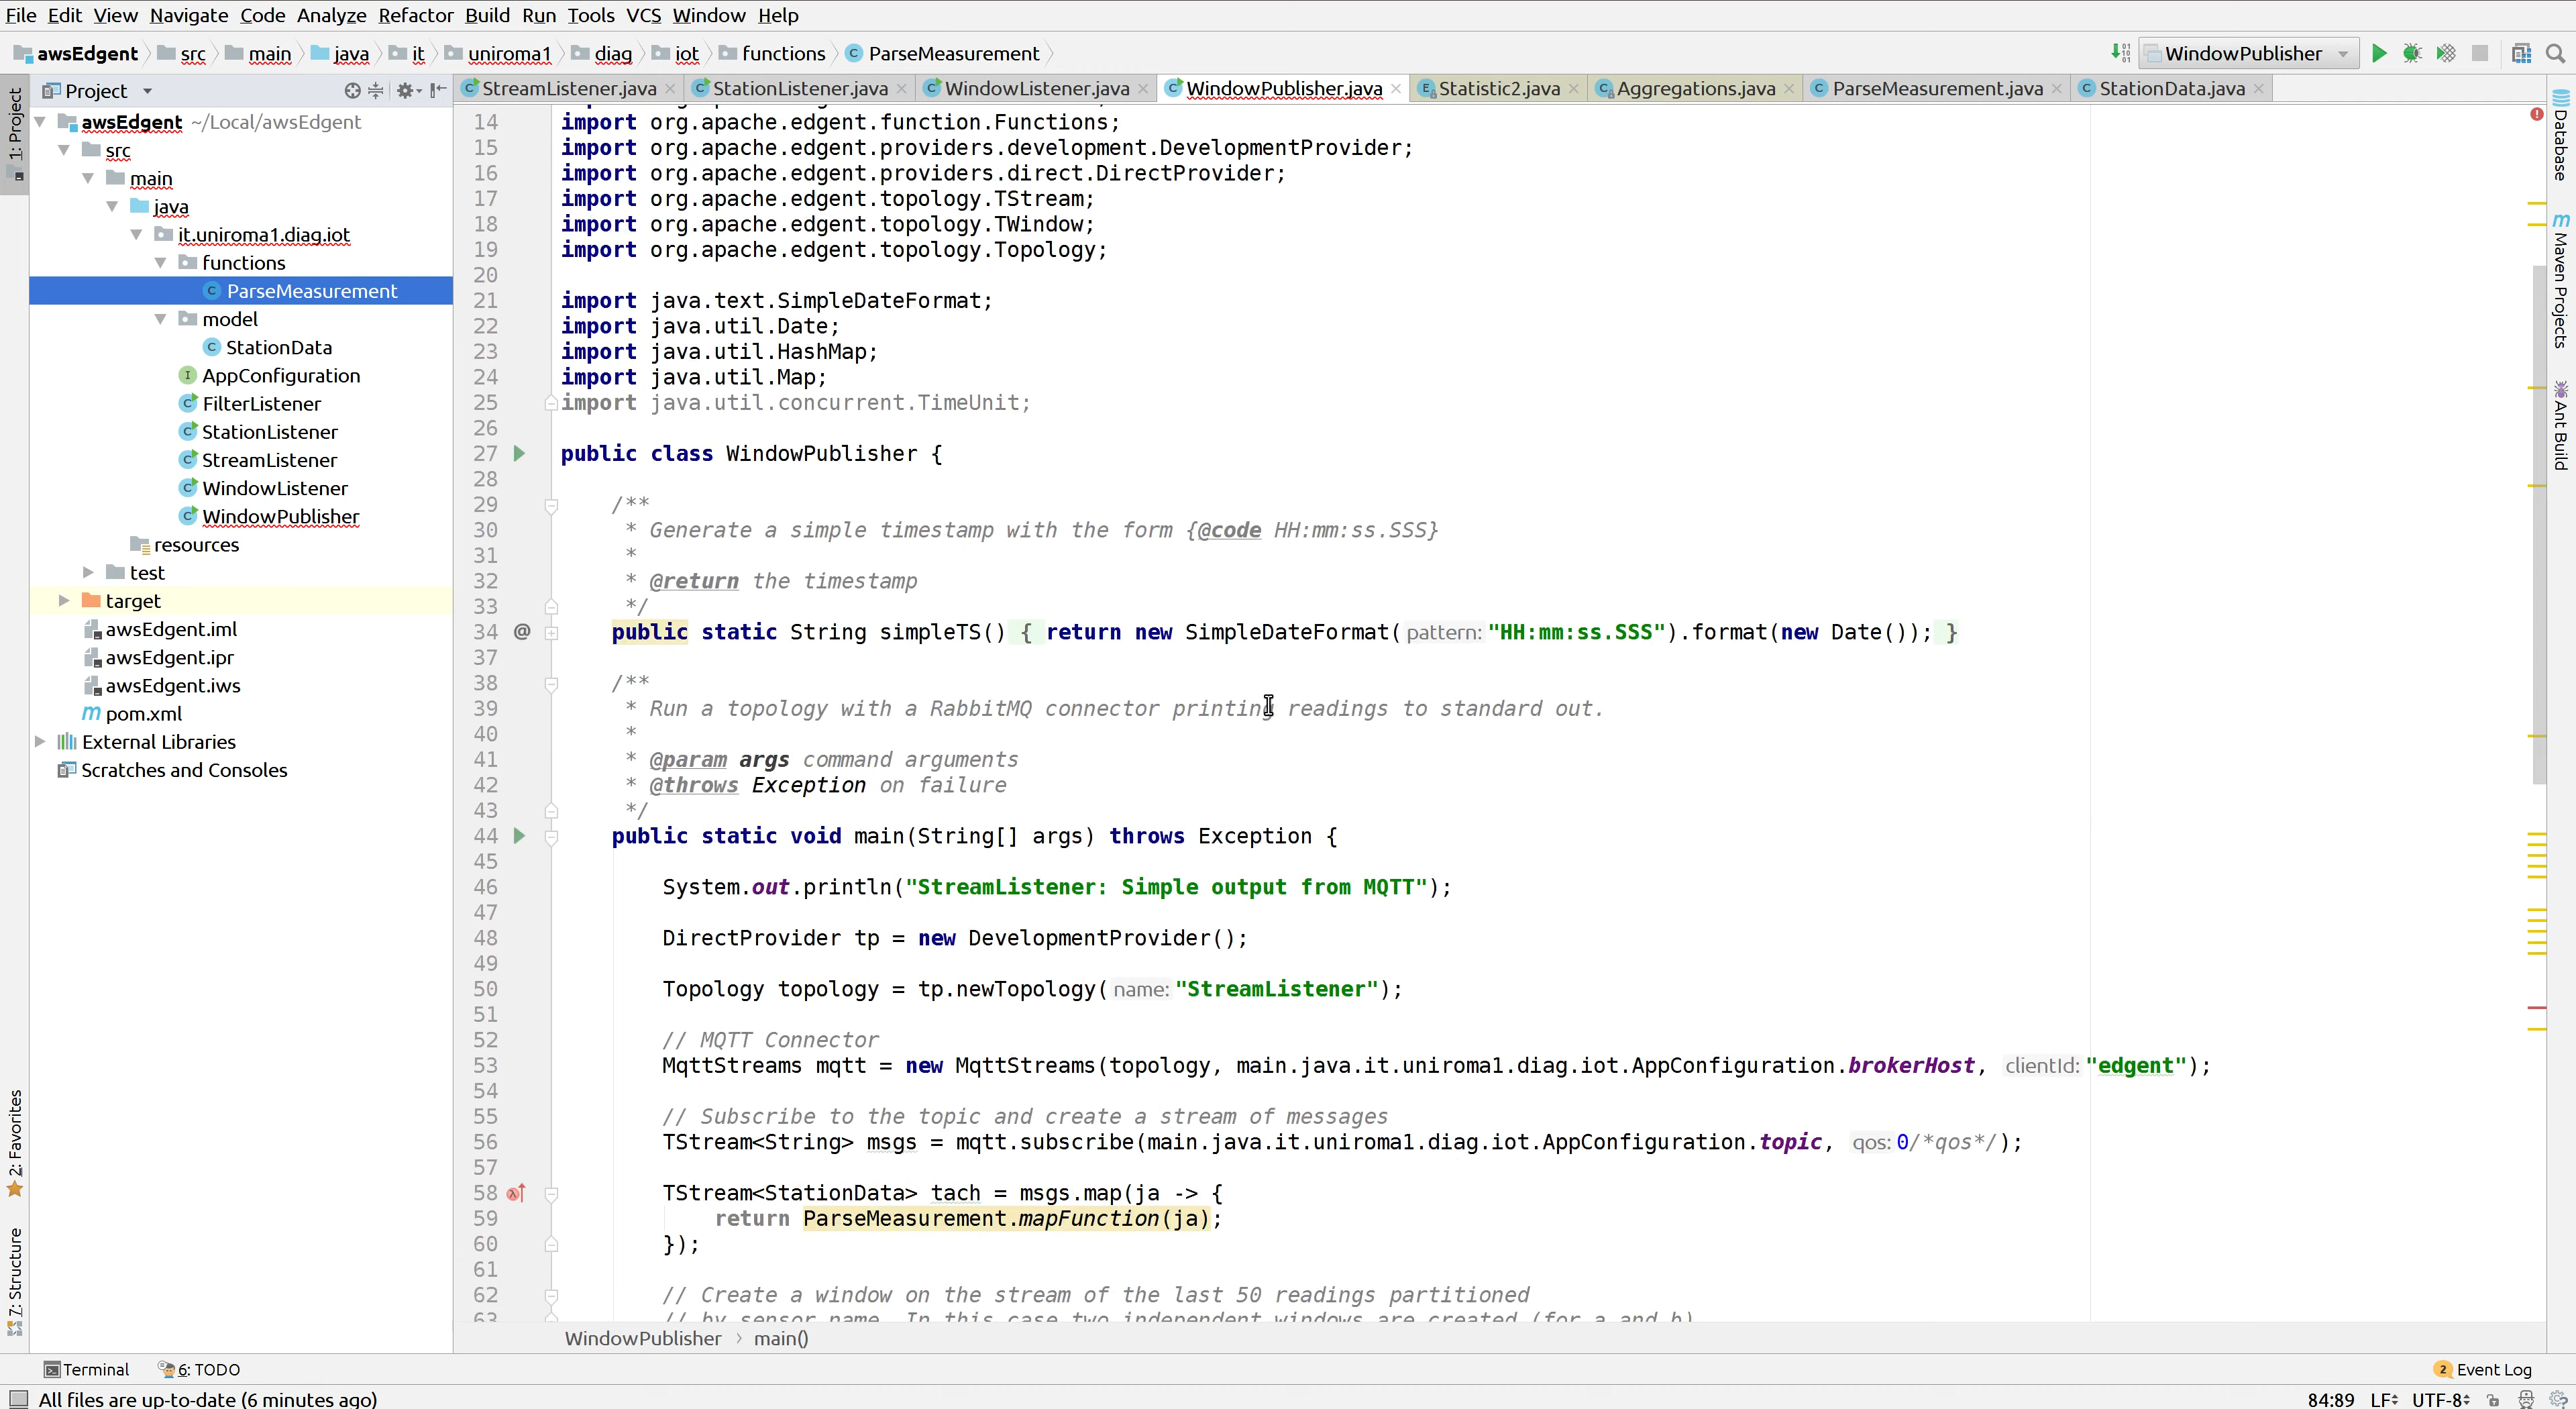 File Edit View Navigate Code Analyze Refactor Build Run Tools VCS Window Help
awsEdgent src main java it uniroma1 diag iot functions ParseMeasurement WindowPublisher
Project
StreamListener.java StationListener.java WindowListener.java WindowPublisher.java Statistic2.java Aggregations.java ParseMeasurement.java StationData.java
1: Project
2: Favorites
7: Structure
awsEdgent ~/Local/awsEdgent
src
main
java
it.uniroma1.diag.iot
functions
ParseMeasurement
model
StationData
AppConfiguration
FilterListener
StationListener
StreamListener
WindowListener
WindowPublisher
resources
test
target
awsEdgent.iml
awsEdgent.ipr
awsEdgent.iws
pom.xml
External Libraries
Scratches and Consoles
14 import org.apache.edgent.function.Functions;
15 import org.apache.edgent.providers.development.DevelopmentProvider;
16 import org.apache.edgent.providers.direct.DirectProvider;
17 import org.apache.edgent.topology.TStream;
18 import org.apache.edgent.topology.TWindow;
19 import org.apache.edgent.topology.Topology;
20
21 import java.text.SimpleDateFormat;
22 import java.util.Date;
23 import java.util.HashMap;
24 import java.util.Map;
25 import java.util.concurrent.TimeUnit;
26
27 public class WindowPublisher {
28
29 /**
30 * Generate a simple timestamp with the form {@code HH:mm:ss.SSS}
31 *
32 * @return the timestamp
33 */
34 @ public static String simpleTS() { return new SimpleDateFormat( pattern: "HH:mm:ss.SSS").format(new Date()); }
37
38 /**
39 * Run a topology with a RabbitMQ connector printing readings to standard out.
40 *
41 * @param args command arguments
42 * @throws Exception on failure
43 */
44 public static void main(String[] args) throws Exception {
45
46 System.out.println("StreamListener: Simple output from MQTT");
47
48 DirectProvider tp = new DevelopmentProvider();
49
50 Topology topology = tp.newTopology( name: "StreamListener");
51
52 // MQTT Connector
53 MqttStreams mqtt = new MqttStreams(topology, main.java.it.uniroma1.diag.iot.AppConfiguration.brokerHost, clientId: "edgent");
54
55 // Subscribe to the topic and create a stream of messages
56 TStream<String> msgs = mqtt.subscribe(main.java.it.uniroma1.diag.iot.AppConfiguration.topic, qos: 0/*qos*/);
57
58 TStream<StationData> tach = msgs.map(ja -> {
59 return ParseMeasurement.mapFunction(ja);
60 });
61
62 // Create a window on the stream of the last 50 readings partitioned
63 // by sensor name. In this case two independent windows are created (for a and b)
WindowPublisher main()
Database
Maven Projects
Ant Build
Terminal 6: TODO 2 Event Log
All files are up-to-date (6 minutes ago) 84:89 LF UTF-8